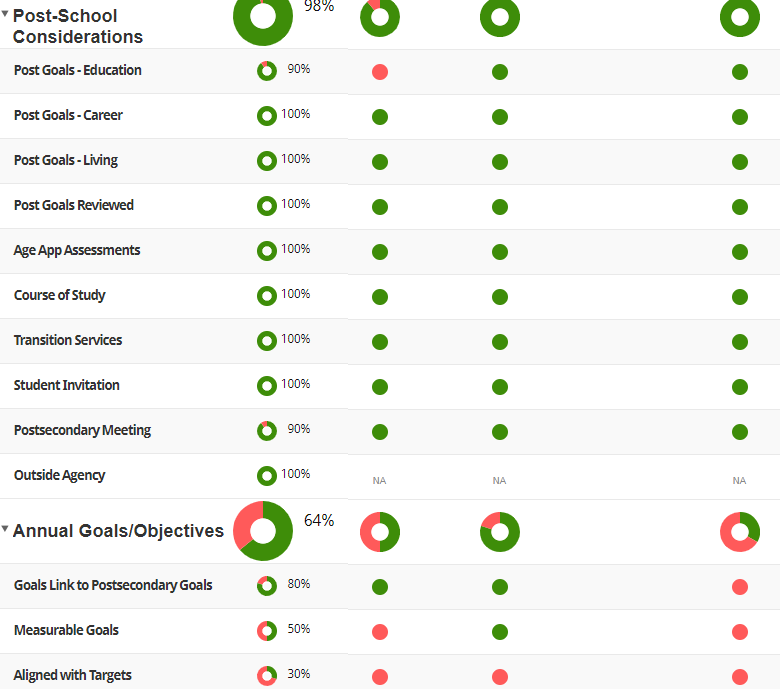 Post-School 98%
Considerations
Post Goals - Education 90%
Post Goals - Career 100%
Post Goals - Living 100%
Post Goals Reviewed 100%
Age App Assessments 100%
Course of Study 100%
Transition Services 100%
Student Invitation 100%
Postsecondary Meeting 90%
Outside Agency 100% NA NA NA
Annual Goals/Objectives 64%
Goals Link to Postsecondary Goals 80%
Measurable Goals 50%
Aligned with Targets 30%